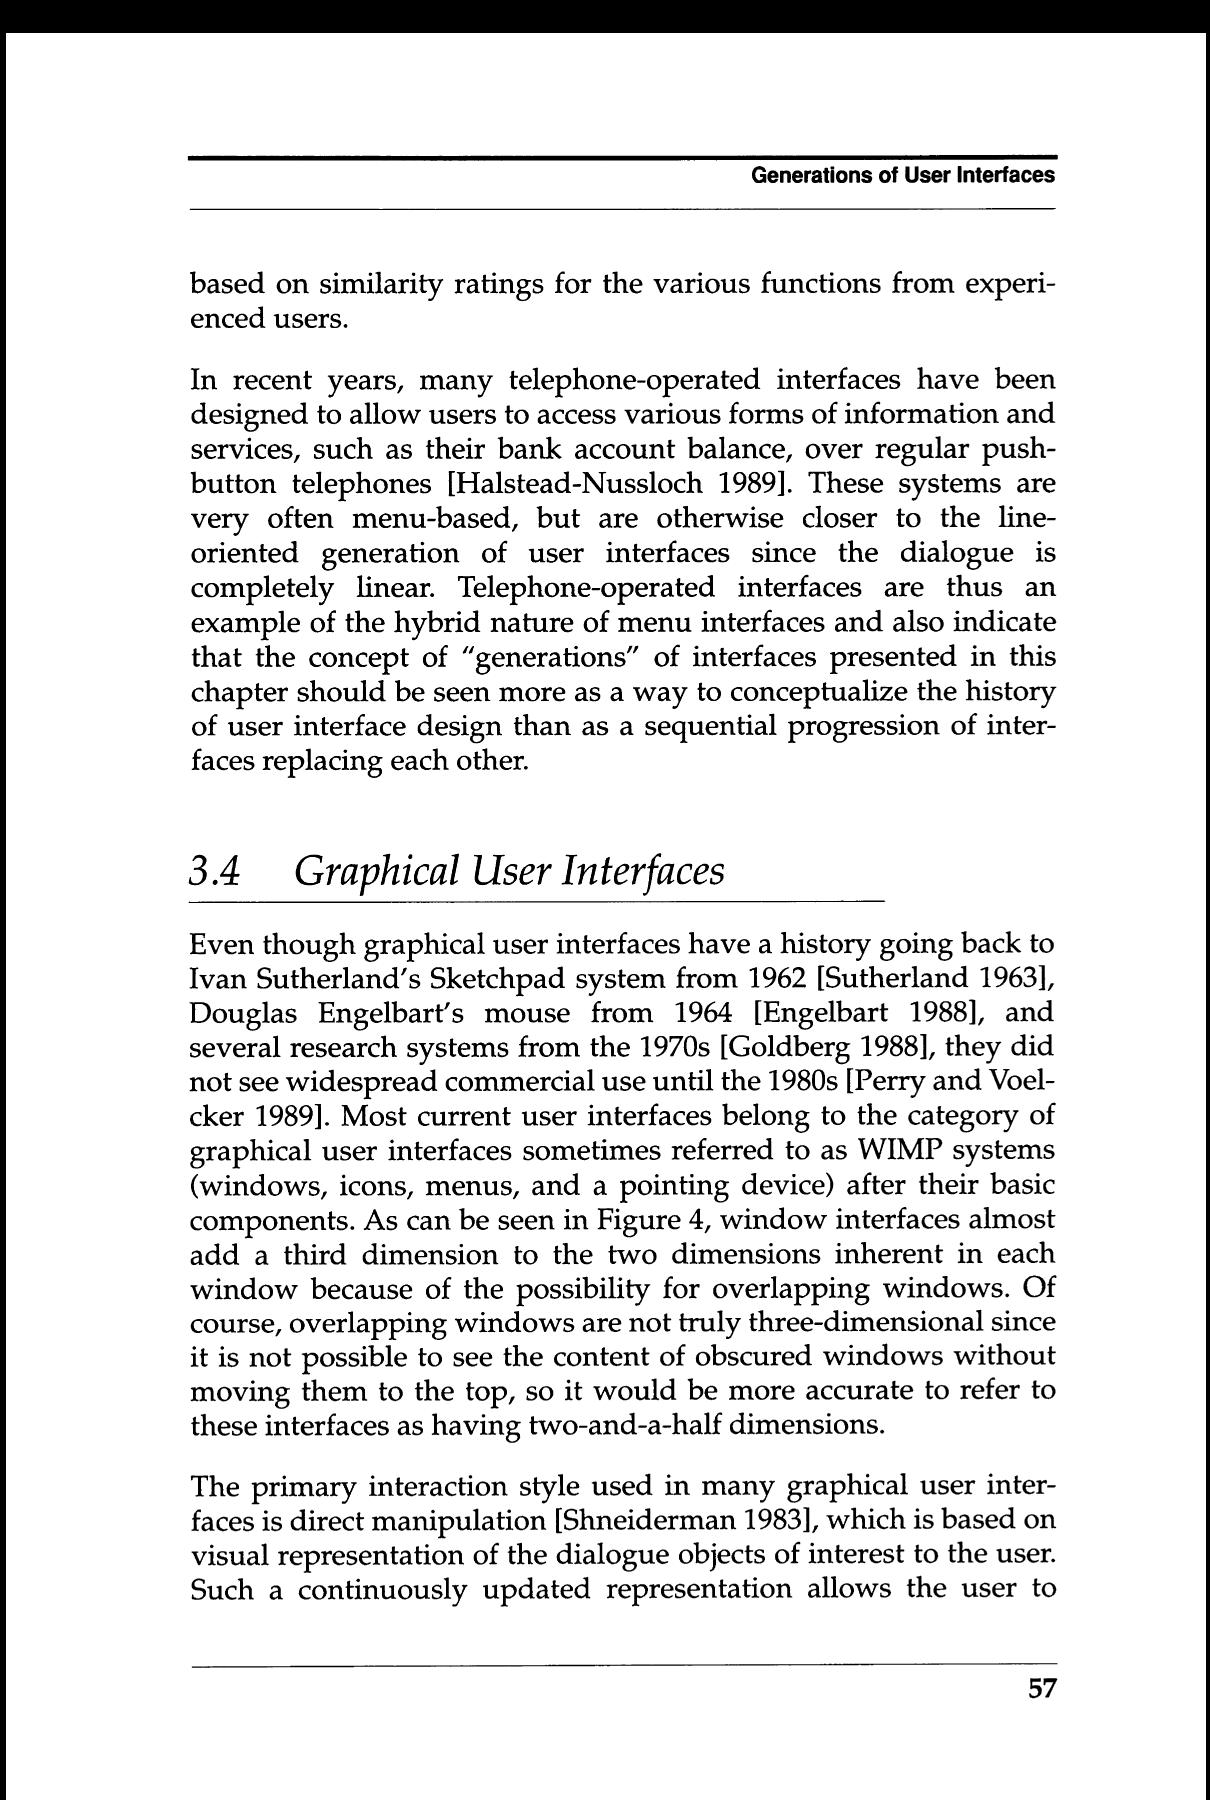 Generations of User Interfaces
based on similarity ratings for the various functions from experi-
enced users.
In recent years, many telephone-operated interfaces have been
designed to allow users to access various forms of information and
services, such as their bank account balance, over regular push-
button telephones [Halstead-Nussloch 1989]. These systems are
very often menu-based, but are otherwise closer to the line-
oriented generation of user interfaces since the dialogue is
completely linear. Telephone-operated interfaces are thus an
example of the hybrid nature of menu interfaces and also indicate
that the concept of "generations" of interfaces presented in this
chapter should be seen more as a way to conceptualize the history
of user interface design than as a sequential progression of inter-
faces replacing each other.
3.4 Graphical User Interfaces
Even though graphical user interfaces have a history going back to
Ivan Sutherland's Sketchpad system from 1962 [Sutherland 1963],
Douglas Engelbart's mouse from 1964 [Engelbart 1988], and
several research systems from the 1970s [Goldberg 1988], they did
not see widespread commercial use until the 1980s [Perry and Voel-
cker 1989]. Most current user interfaces belong to the category of
graphical user interfaces sometimes referred to as WIMP systems
(windows, icons, menus, and a pointing device) after their basic
components. As can be seen in Figure 4, window interfaces almost
add a third dimension to the two dimensions inherent in each
window because of the possibility for overlapping windows. Of
course, overlapping windows are not truly three-dimensional since
it is not possible to see the content of obscured windows without
moving them to the top, so it would be more accurate to refer to
these interfaces as having two-and-a-half dimensions.
The primary interaction style used in many graphical user inter-
faces is direct manipulation [Shneiderman 1983], which is based on
visual representation of the dialogue objects of interest to the user.
Such a continuously updated representation allows the user to
57